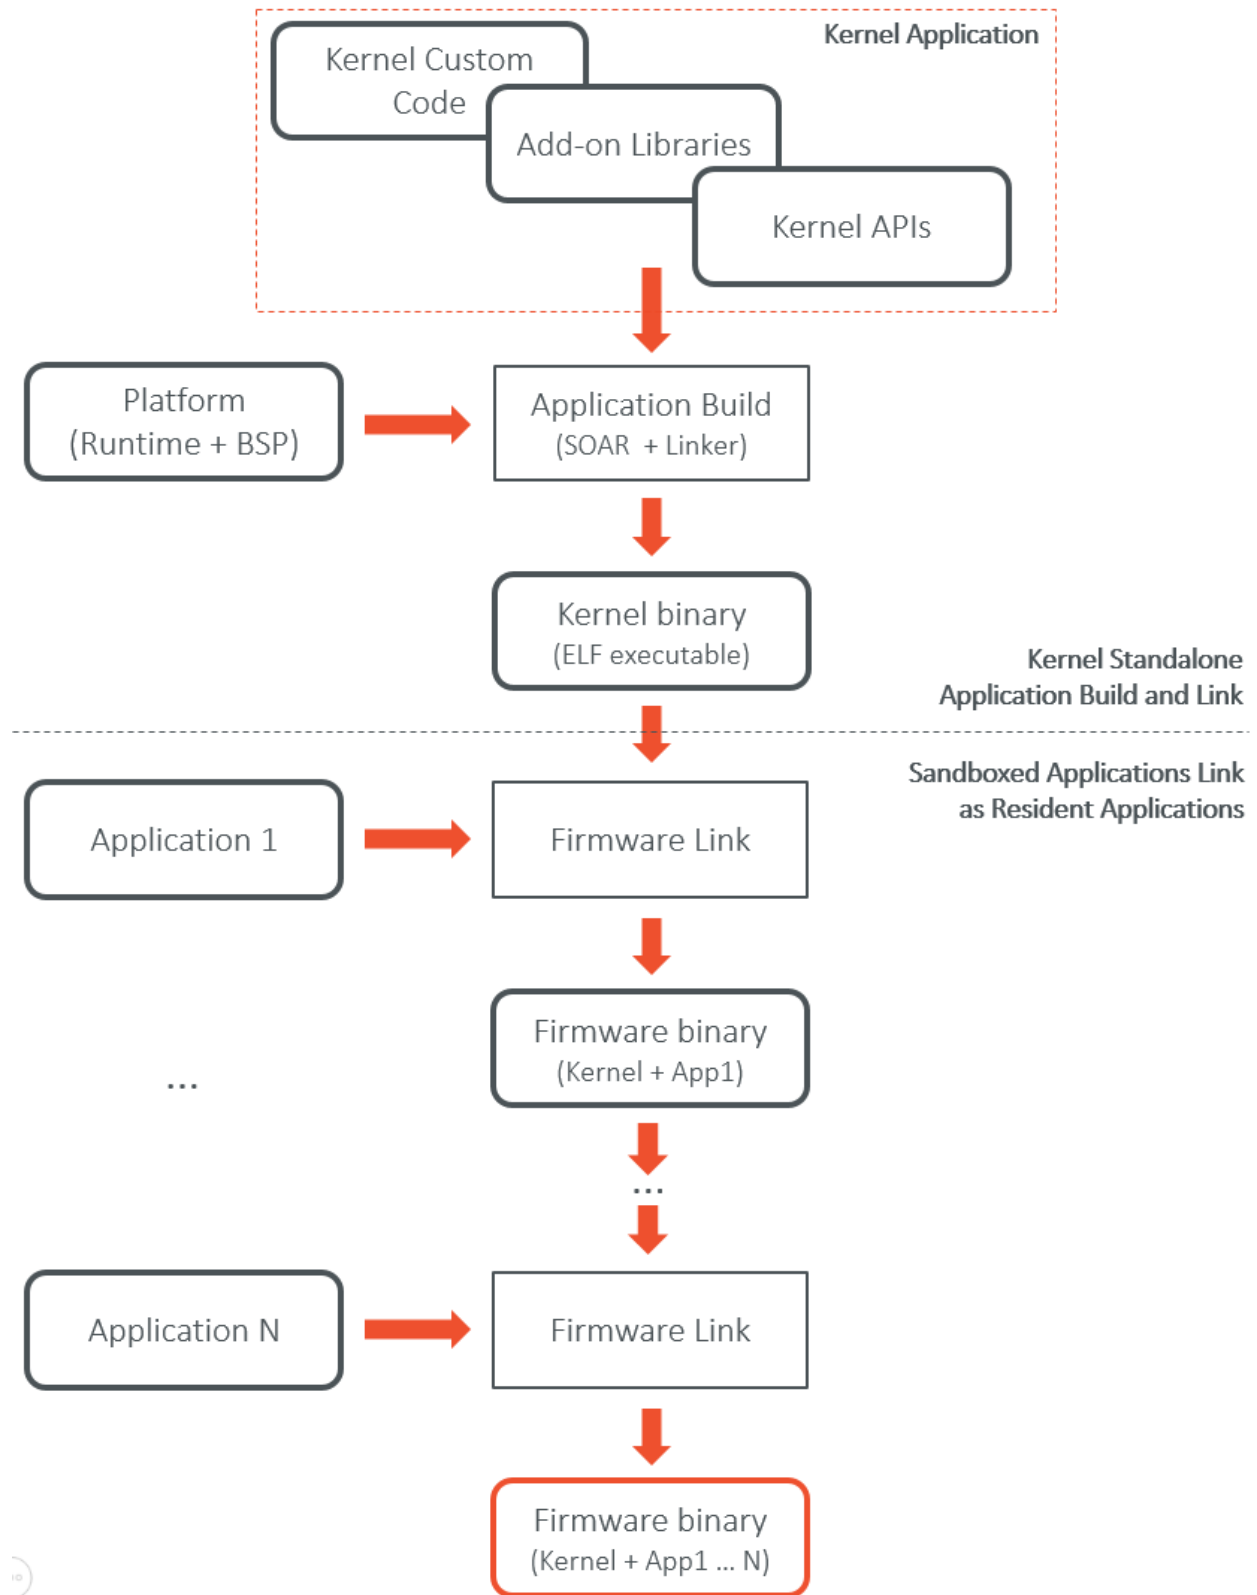 Kernel Application
Kernel Custom
Code
Add-on Libraries
Kernel APIs
Platform
(Runtime + BSP)
Application Build
(SOAR + Linker)
Kernel binary
(ELF executable)
Kernel Standalone
Application Build and Link
Sandboxed Applications Link
as Resident Applications
Application 1
Firmware Link
Firmware binary
(Kernel + App1)
...
...
Application N
Firmware Link
Firmware binary
(Kernel + App1 ... N)